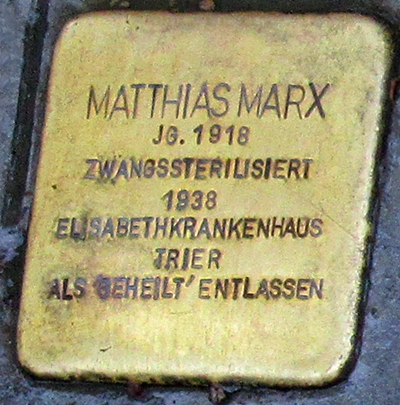 MATTHIAS MARX
JG. 1918
ZWANGSSTERILISIERT
1938
ELISABETHKRANKENHAUS
TRIER
ALS 'GEHEILT' ENTLASSEN